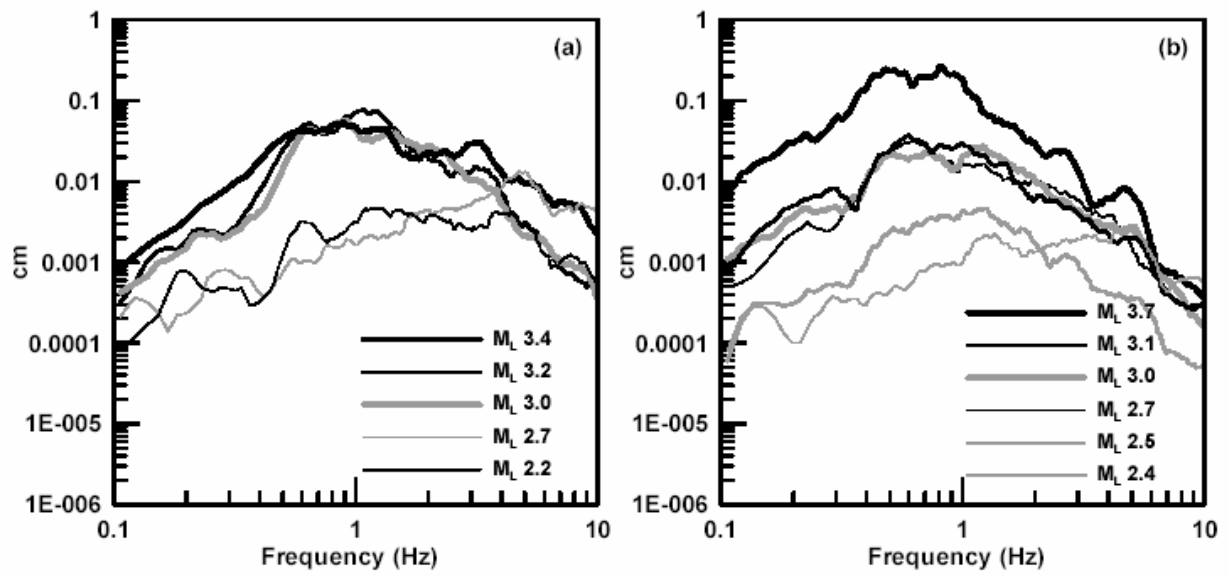 1
0.1
0.01
0.001
0.0001
1E-005
1E-006
cm
(a)
M_L 3.4
M_L 3.2
M_L 3.0
M_L 2.7
M_L 2.2
0.1
1
10
Frequency (Hz)
1
0.1
0.01
0.001
0.0001
1E-005
1E-006
cm
(b)
M_L 3.7
M_L 3.1
M_L 3.0
M_L 2.7
M_L 2.5
M_L 2.4
0.1
1
10
Frequency (Hz)